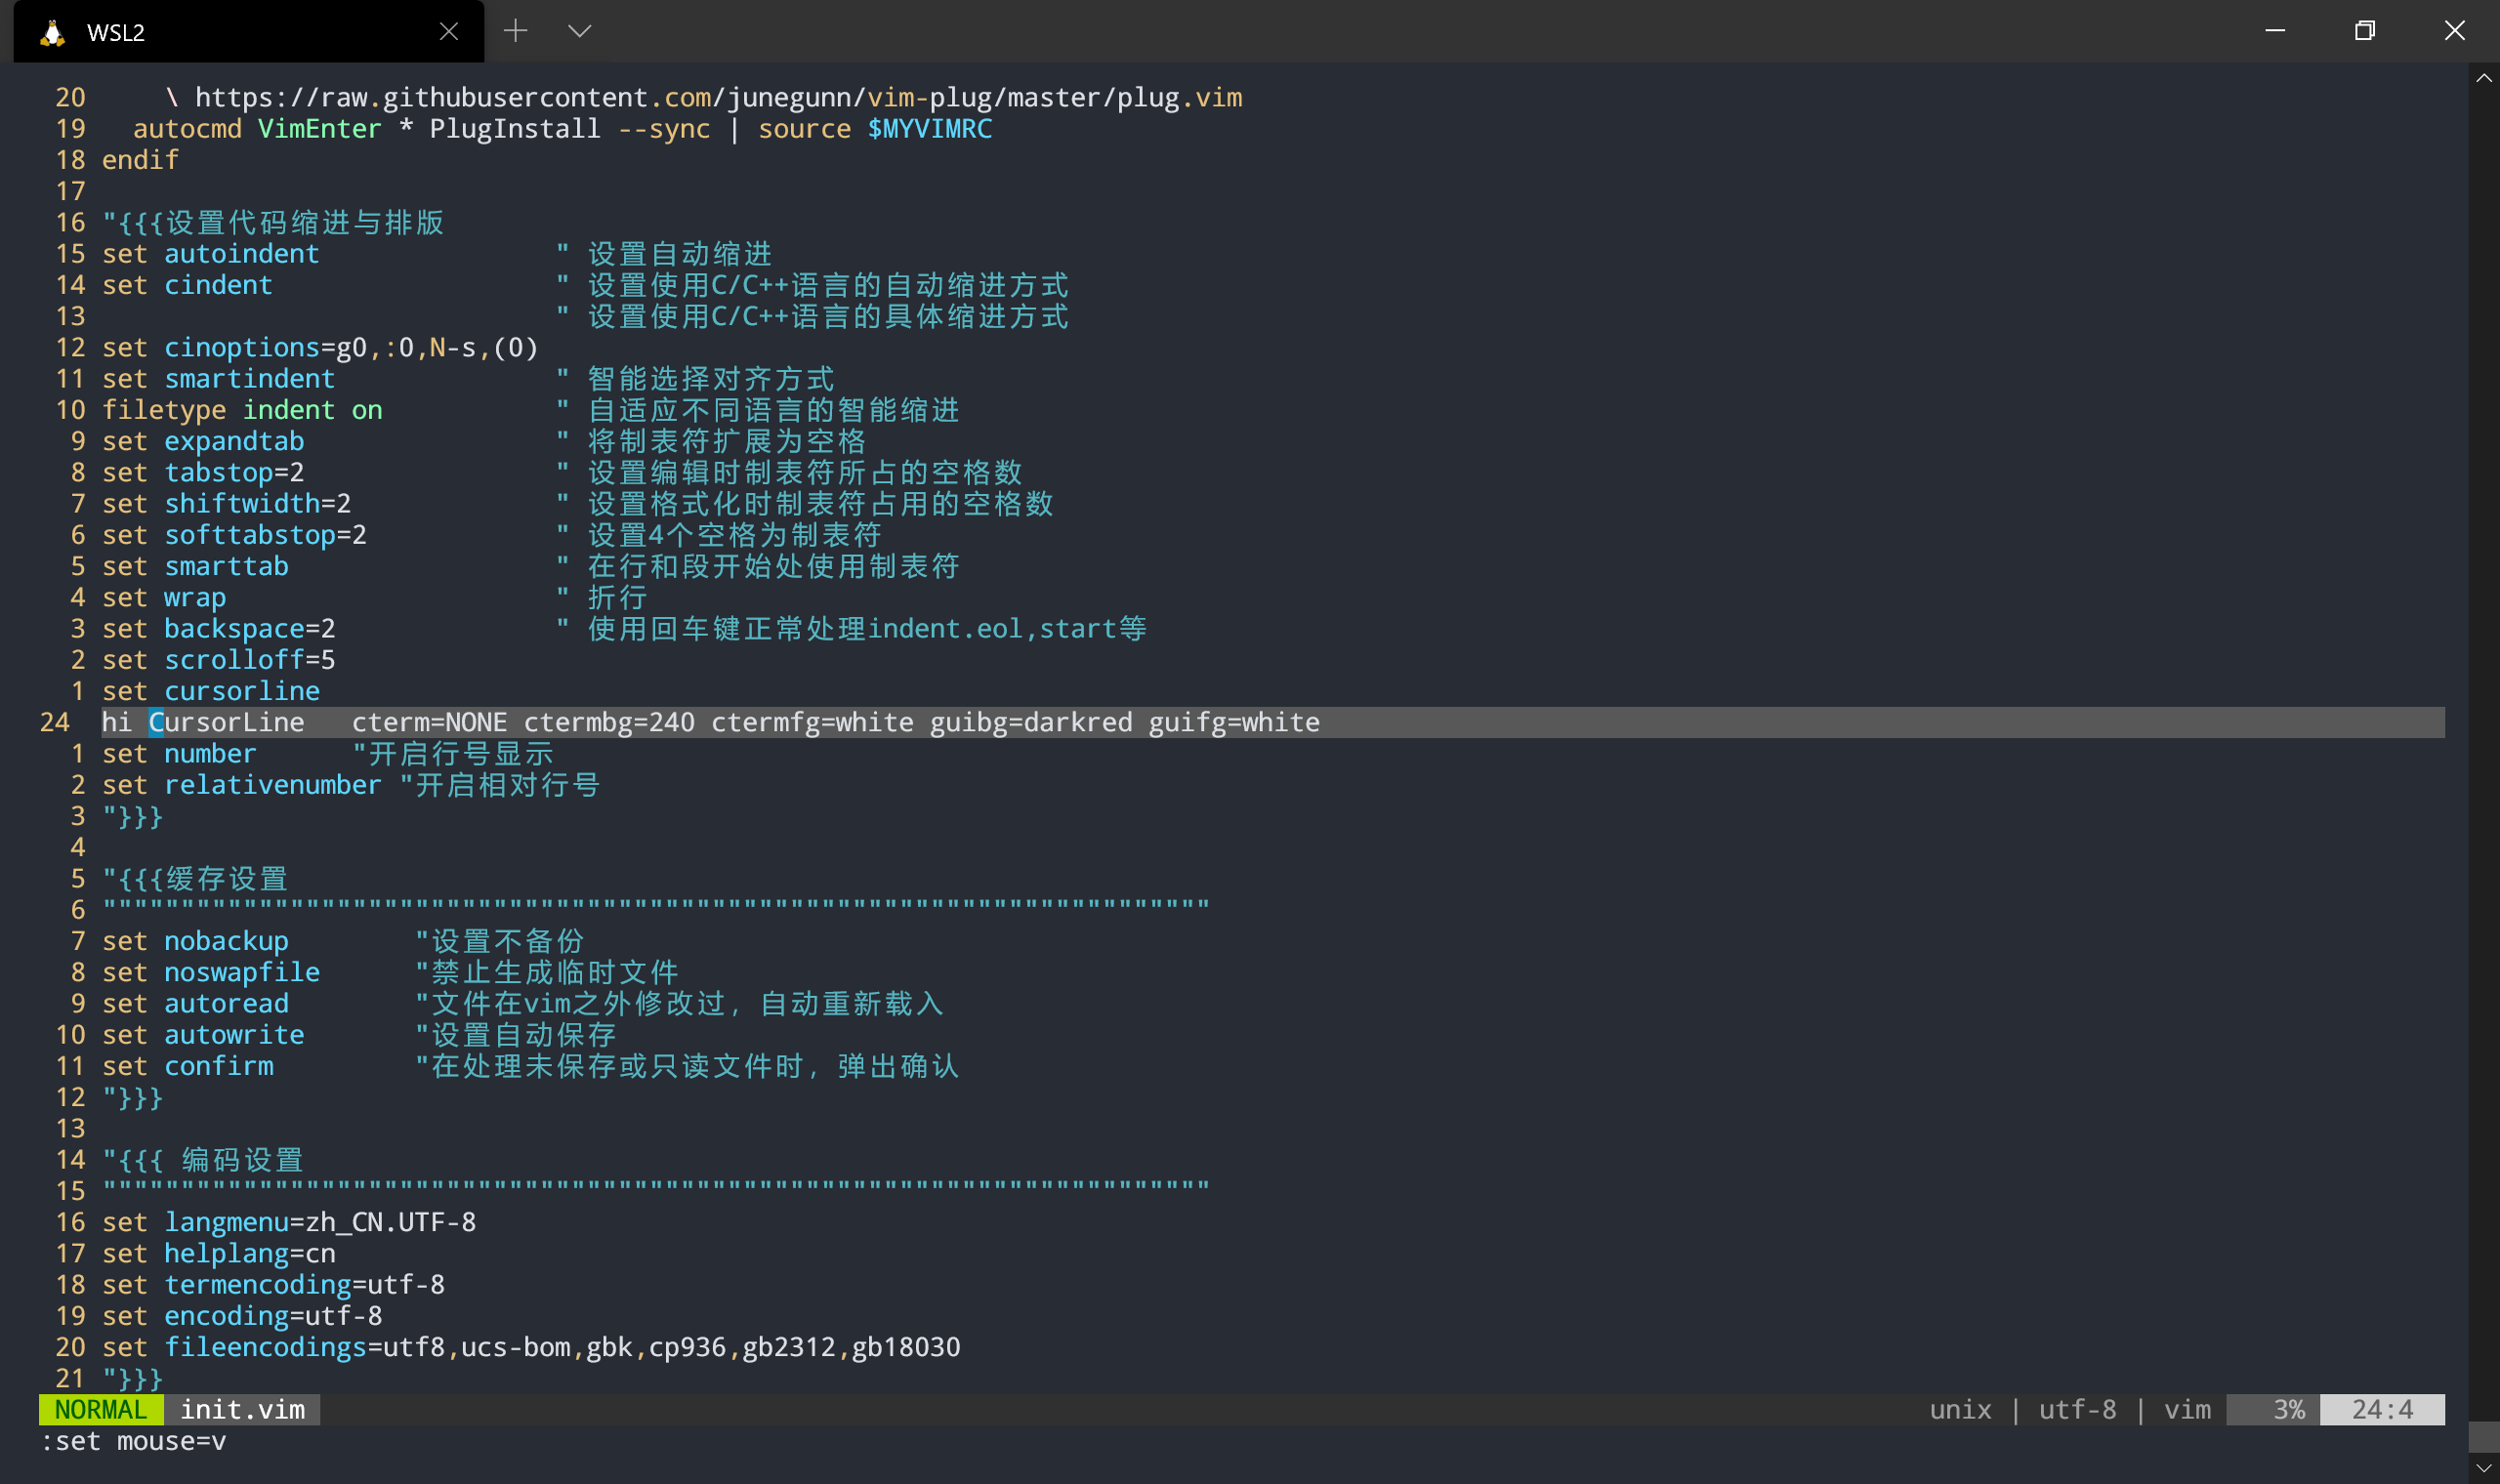 WSL2
20     \ https://raw.githubusercontent.com/junegunn/vim-plug/master/plug.vim
19   autocmd VimEnter * PlugInstall --sync | source $MYVIMRC
18 endif
17
16 "{{{设置代码缩进与排版
15 set autoindent               " 设置自动缩进
14 set cindent                  " 设置使用C/C++语言的自动缩进方式
13                              " 设置使用C/C++语言的具体缩进方式
12 set cinoptions=g0,:0,N-s,(0)
11 set smartindent              " 智能选择对齐方式
10 filetype indent on           " 自适应不同语言的智能缩进
9 set expandtab                " 将制表符扩展为空格
8 set tabstop=2                " 设置编辑时制表符所占的空格数
7 set shiftwidth=2             " 设置格式化时制表符占用的空格数
6 set softtabstop=2            " 设置4个空格为制表符
5 set smarttab                 " 在行和段开始处使用制表符
4 set wrap                     " 折行
3 set backspace=2              " 使用回车键正常处理indent.eol,start等
2 set scrolloff=5
1 set cursorline
24  hi CursorLine   cterm=NONE ctermbg=240 ctermfg=white guibg=darkred guifg=white
1 set number      "开启行号显示
2 set relativenumber "开启相对行号
3 "}}}
4
5 "{{{缓存设置
6 """""""""""""""""""""""""""""""""""""""""""""""""""""""""""""""""""""""
7 set nobackup        "设置不备份
8 set noswapfile      "禁止生成临时文件
9 set autoread        "文件在vim之外修改过，自动重新载入
10 set autowrite       "设置自动保存
11 set confirm         "在处理未保存或只读文件时，弹出确认
12 "}}}
13
14 "{{{ 编码设置
15 """""""""""""""""""""""""""""""""""""""""""""""""""""""""""""""""""""""
16 set langmenu=zh_CN.UTF-8
17 set helplang=cn
18 set termencoding=utf-8
19 set encoding=utf-8
20 set fileencodings=utf8,ucs-bom,gbk,cp936,gb2312,gb18030
21 "}}}
NORMAL  init.vim  unix | utf-8 | vim  3%  24:4
:set mouse=v